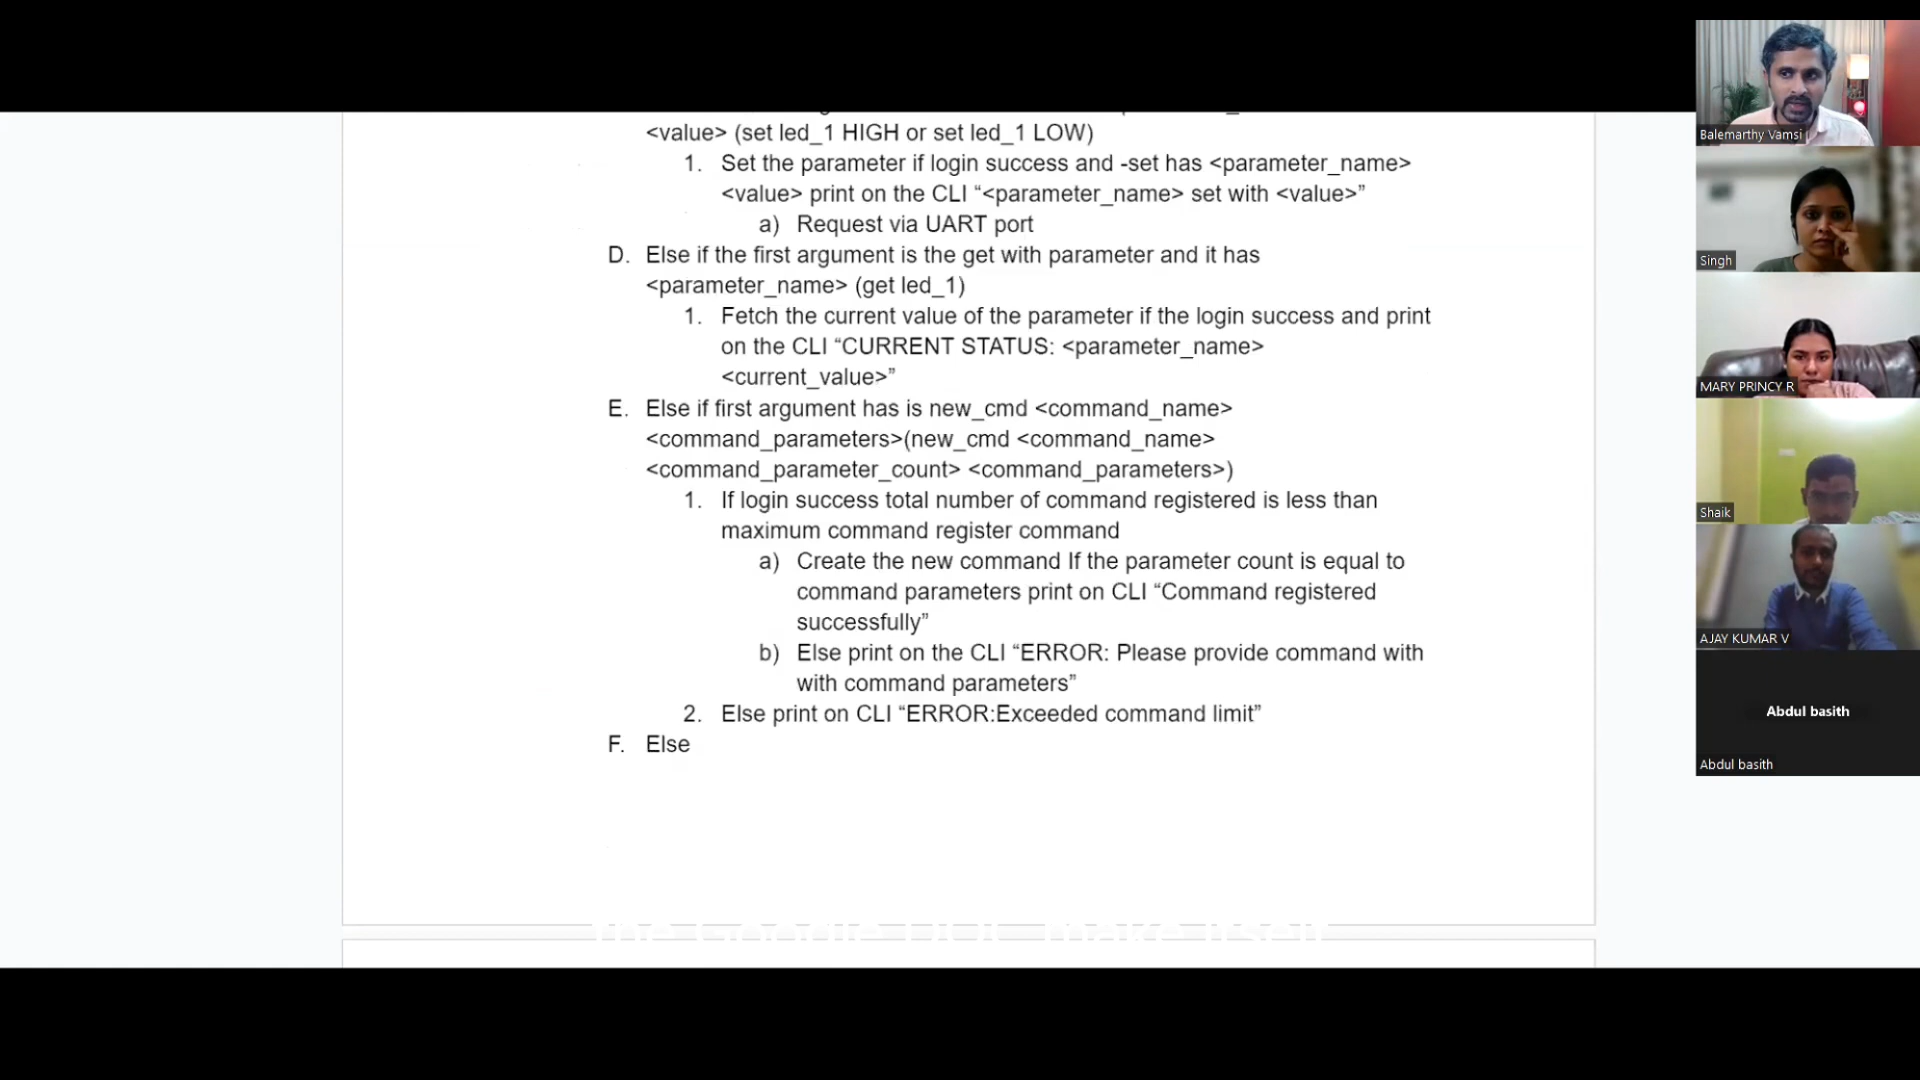 <value> (set led_1 HIGH or set led_1 LOW)
1. Set the parameter if login success and -set has <parameter_name>
<value> print on the CLI “<parameter_name> set with <value>”
a) Request via UART port
D. Else if the first argument is the get with parameter and it has
<parameter_name> (get led_1)
1. Fetch the current value of the parameter if the login success and print
on the CLI “CURRENT STATUS: <parameter_name>
<current_value>”
E. Else if first argument has is new_cmd <command_name>
<command_parameters>(new_cmd <command_name>
<command_parameter_count> <command_parameters>)
1. If login success total number of command registered is less than
maximum command register command
a) Create the new command If the parameter count is equal to
command parameters print on CLI “Command registered
successfully”
b) Else print on the CLI “ERROR: Please provide command with
with command parameters”
2. Else print on CLI “ERROR:Exceeded command limit”
F. Else
Balemarthy Vamsi
Singh
MARY PRINCY R
Shaik
AJAY KUMAR V
Abdul basith
Abdul basith